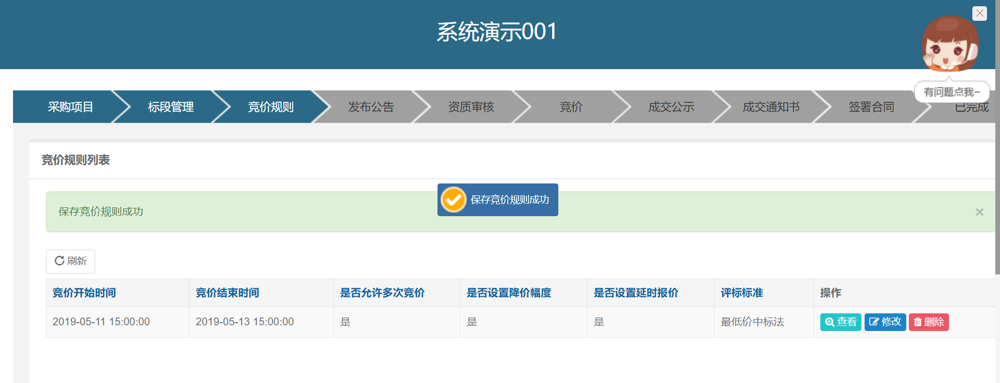 系统演示001
有问题点我~
采购项目 标段管理 竞价规则 发布公告 资质审核 竞价 成交公示 成交通知书 签署合同 已完成
竞价规则列表
保存竞价规则成功
保存竞价规则成功 ×
刷新
竞价开始时间 竞价结束时间 是否允许多次竞价 是否设置降价幅度 是否设置延时报价 评标标准 操作
2019-05-11 15:00:00 2019-05-13 15:00:00 是 是 是 最低价中标法 查看 修改 删除